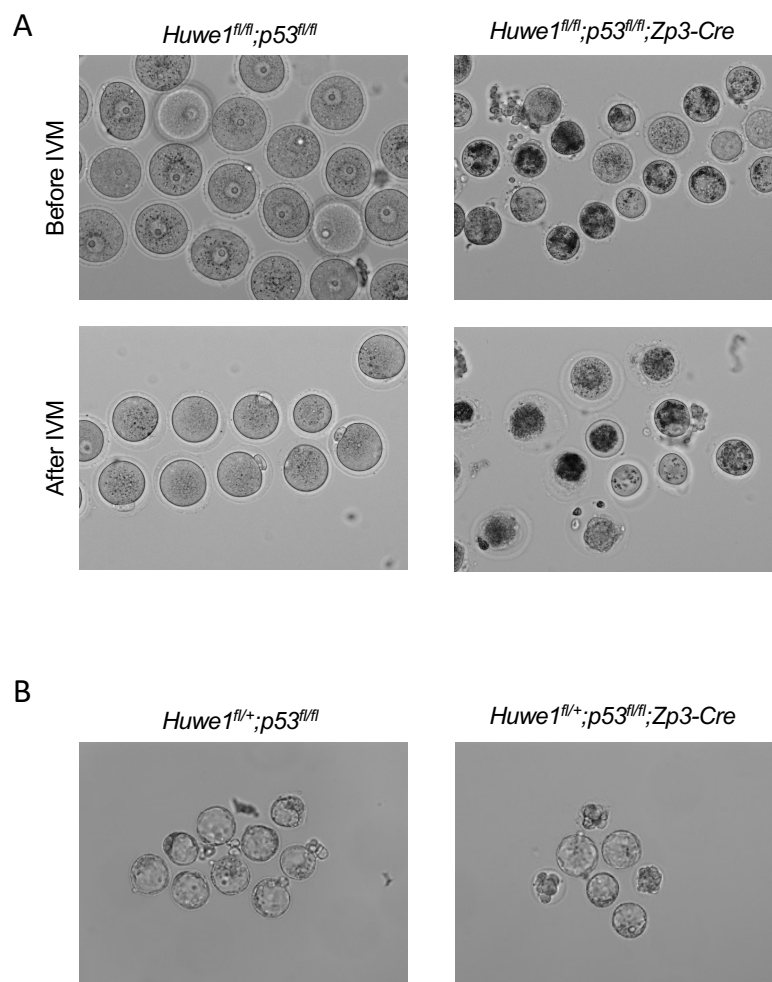 A
Huwe1fl/fl;p53fl/fl
Huwe1fl/fl;p53fl/fl;Zp3-Cre
Before IVM
After IVM
B
Huwe1fl/+;p53fl/fl
Huwe1fl/+;p53fl/fl;Zp3-Cre